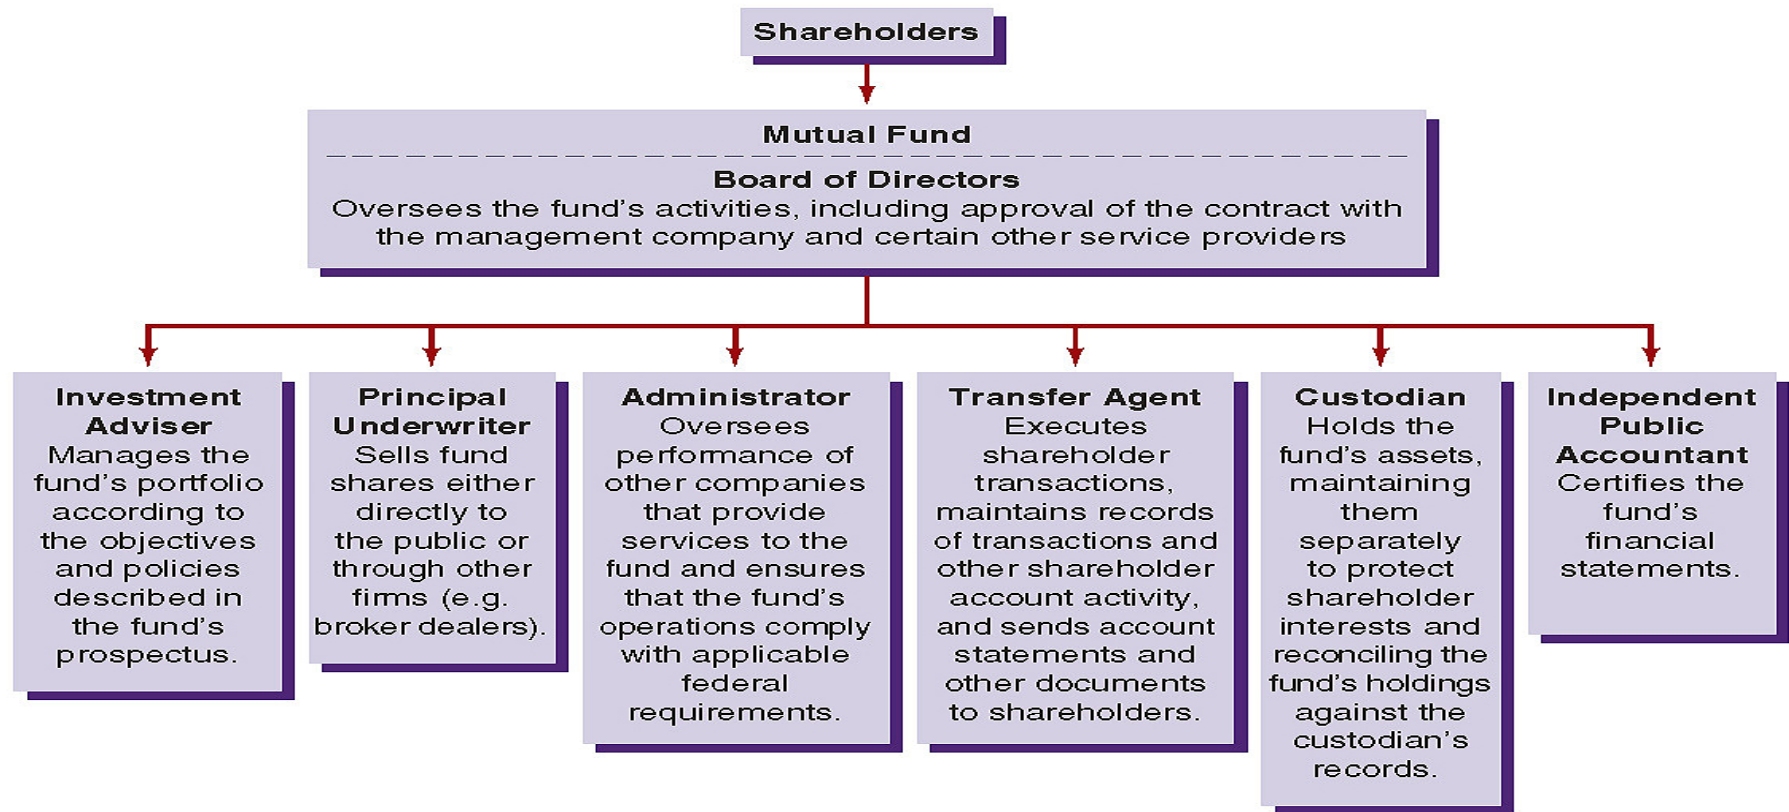 Shareholders
Mutual Fund
Board of Directors
Oversees the fund’s activities, including approval of the contract with
the management company and certain other service providers
Investment
Adviser
Manages the
fund’s portfolio
according to
the objectives
and policies
described in
the fund’s
prospectus.
Principal
Underwriter
Sells fund
shares either
directly to
the public or
through other
firms (e.g.
broker dealers).
Administrator
Oversees
performance of
other companies
that provide
services to the
fund and ensures
that the fund’s
operations comply
with applicable
federal
requirements.
Transfer Agent
Executes
shareholder
transactions,
maintains records
of transactions and
other shareholder
account activity,
and sends account
statements and
other documents
to shareholders.
Custodian
Holds the
fund’s assets,
maintaining
them
separately
to protect
shareholder
interests and
reconciling the
fund’s holdings
against the
custodian’s
records.
Independent
Public
Accountant
Certifies the
fund’s
financial
statements.